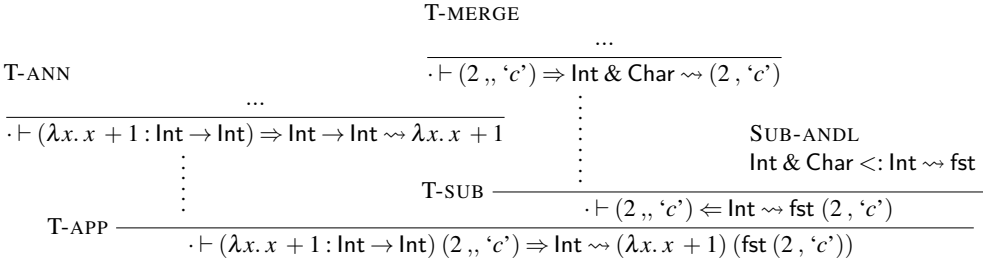 T-MERGE
...
· ⊢ (2 ,, ‘c’) ⇒ Int & Char ⇝ (2 , ‘c’)
T-ANN
...
· ⊢ (λx. x + 1 : Int → Int) ⇒ Int → Int ⇝ λx. x + 1
SUB-ANDL
Int & Char <: Int ⇝ fst
T-SUB
· ⊢ (2 ,, ‘c’) ⇐ Int ⇝ fst (2 , ‘c’)
T-APP
· ⊢ (λx. x + 1 : Int → Int) (2 ,, ‘c’) ⇒ Int ⇝ (λx. x + 1) (fst (2 , ‘c’))